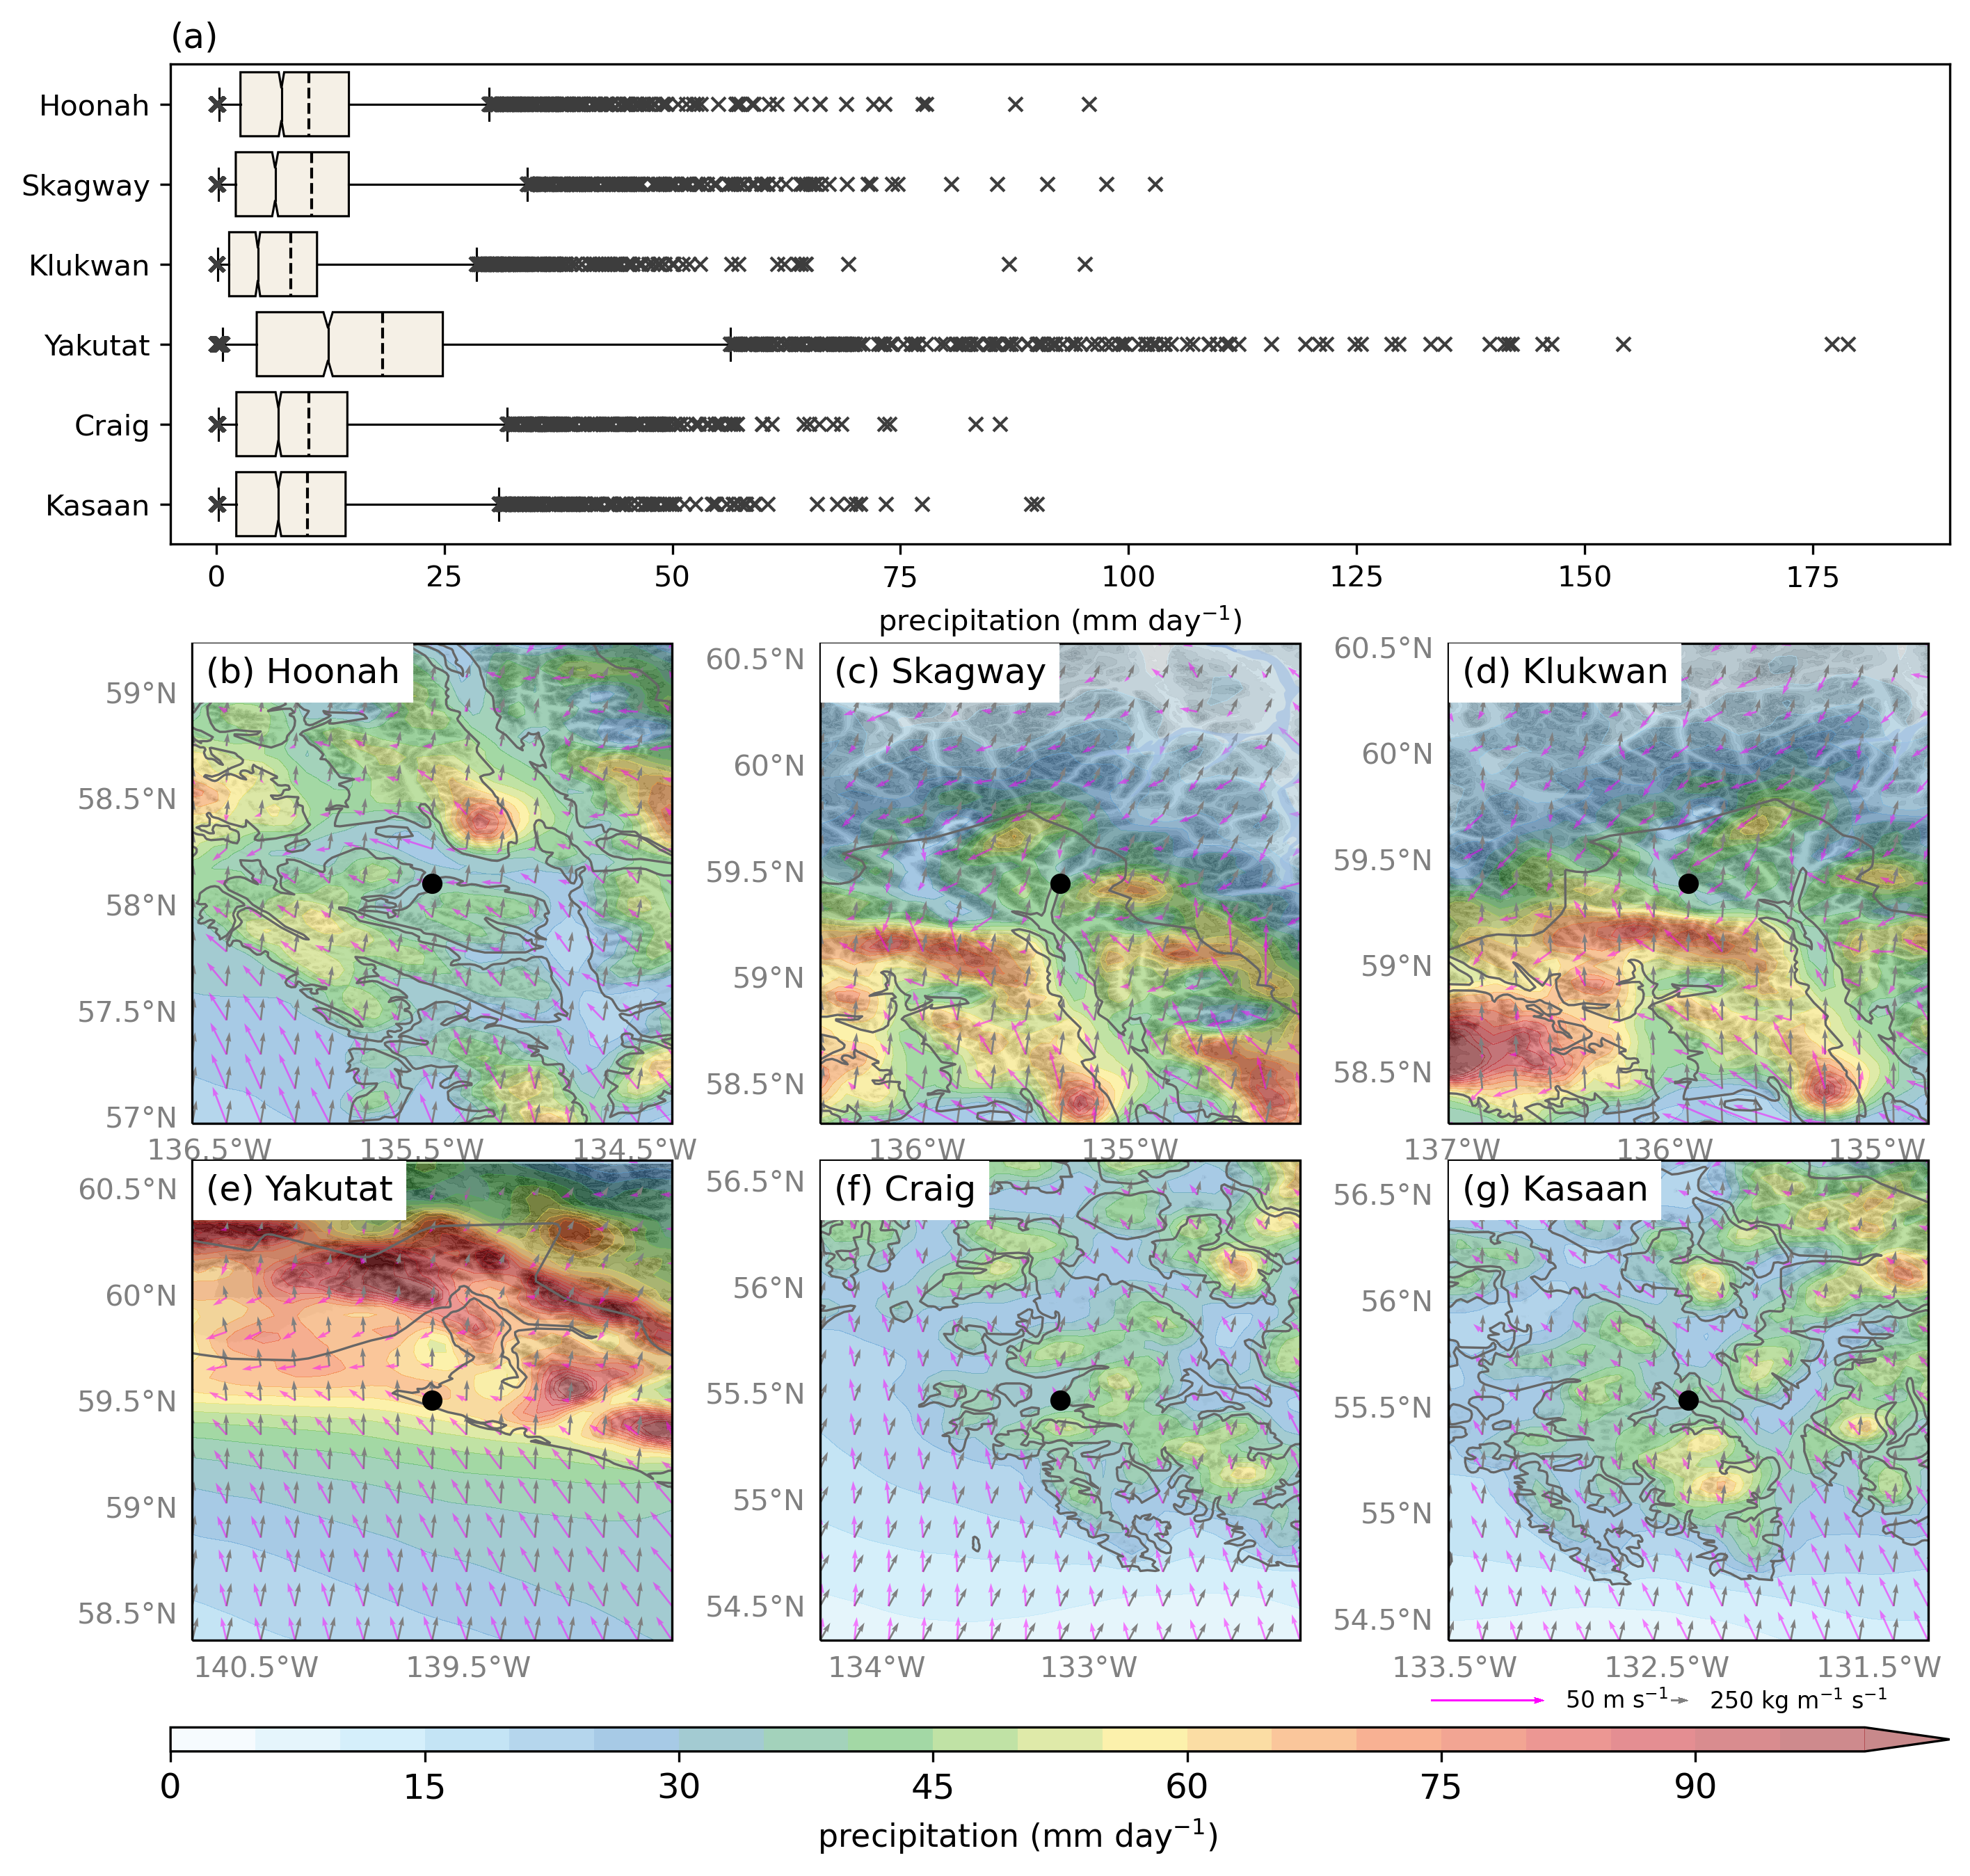 (a)
Hoonah
Skagway
Klukwan
Yakutat
Craig
Kasaan
0 25 50 75 100 125 150 175
precipitation (mm day⁻¹)
(b) Hoonah
59°N
58.5°N
58°N
57.5°N
57°N
136.5°W 135.5°W 134.5°W
(c) Skagway
60.5°N
60°N
59.5°N
59°N
58.5°N
136°W 135°W
(d) Klukwan
60.5°N
60°N
59.5°N
59°N
58.5°N
137°W 136°W 135°W
(e) Yakutat
60.5°N
60°N
59.5°N
59°N
58.5°N
140.5°W 139.5°W
(f) Craig
56.5°N
56°N
55.5°N
55°N
54.5°N
134°W 133°W
(g) Kasaan
56.5°N
56°N
55.5°N
55°N
54.5°N
133.5°W 132.5°W 131.5°W
50 m s⁻¹ 250 kg m⁻¹ s⁻¹
0 15 30 45 60 75 90
precipitation (mm day⁻¹)